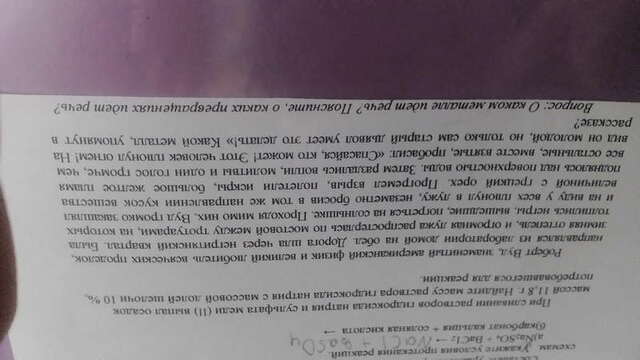 схемам. Укажите условия протекания реакций.
а)Na₂SO₄ + BaCl₂ → NaCl + BaSO4
б)карбонат кальция + соляная кислота →
При сливании растворов гидроксида натрия и сульфата меди (II) выпал осадок
массой 11,8 г. Найдите массу раствора гидроксида натрия с массовой долей щелочи 10 %,
потребовавшегося для реакции.
Роберт Вуд, знаменитый американский физик и великий любитель всяческих проделок,
направлялся из лаборатории домой на обед. Дорога шла через негритянский квартал. Была
зимняя оттепель, и огромная лужа распростерлась по мостовой между тротуарами, на которых
толпились негры, вышедшие, погреться на солнышке. Проходя мимо них, Вуд громко закашлял
и на виду у всех плюнул в лужу, незаметно бросив в том же направлении кусок вещества
величиной с грецкий орех. Прогремел взрыв, полетели искры, большое желтое пламя
поднялось над поверхностью воды. Затем раздались вопли, молитвы и один голос громче, чем
все остальные, вместе взятые, пробасил: «Спасайся, кто может! Этот человек плюнул огнем! На
вид он молодой, но только сам старый дьявол умеет это делать!» Какой металл, упомянут в
рассказе?
Вопрос: О каком металле идет речь? Поясните, о каких превращениях идет речь?